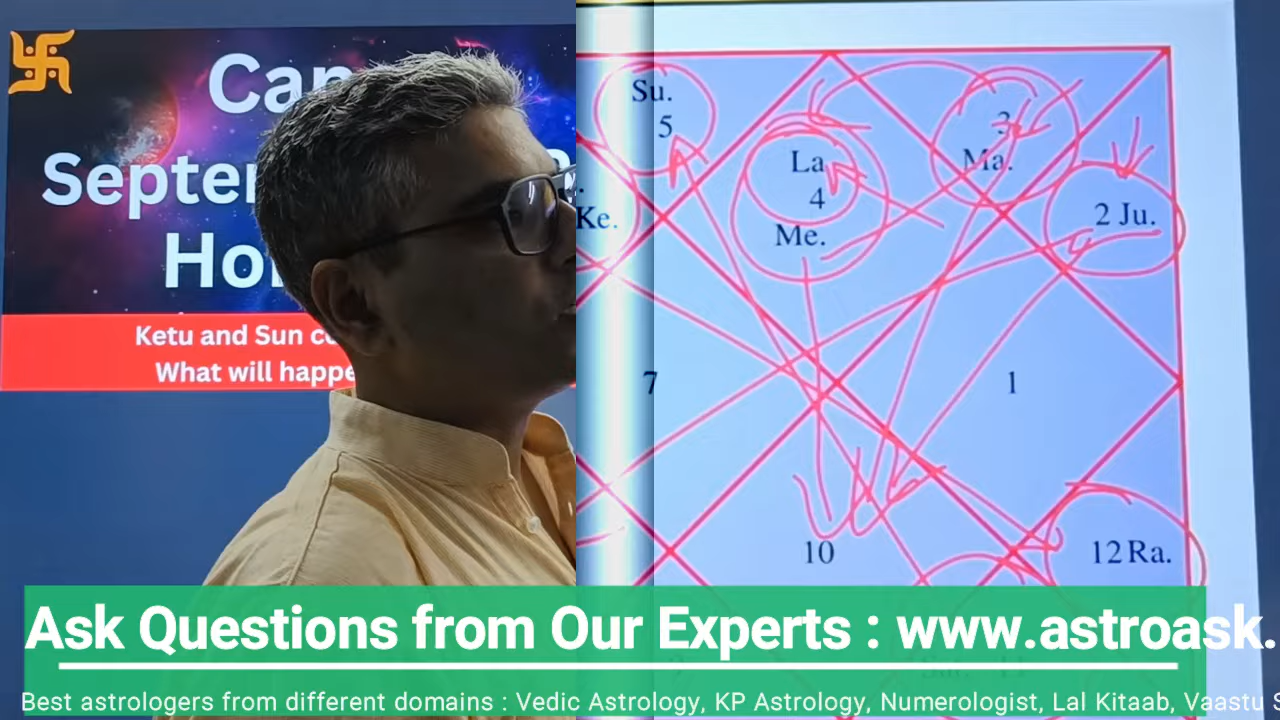 Can
Septe
Ho
Ketu and Sun c
What will happe
Su.
5
La
4
Me.
3
Ma.
2 Ju.
Ke.
7
1
10
12 Ra.
Ask Questions from Our Experts : www.astroask.
Best astrologers from different domains : Vedic Astrology, KP Astrology, Numerologist, Lal Kitaab, Vaastu S